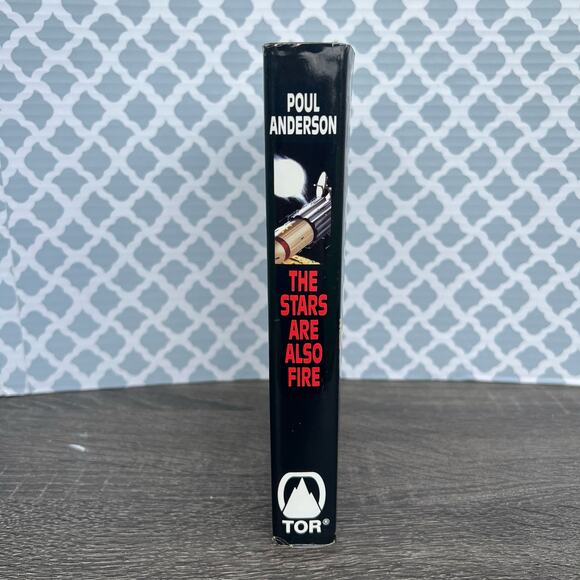 POUL
ANDERSON
THE
STARS
ARE
ALSO
FIRE
TOR®